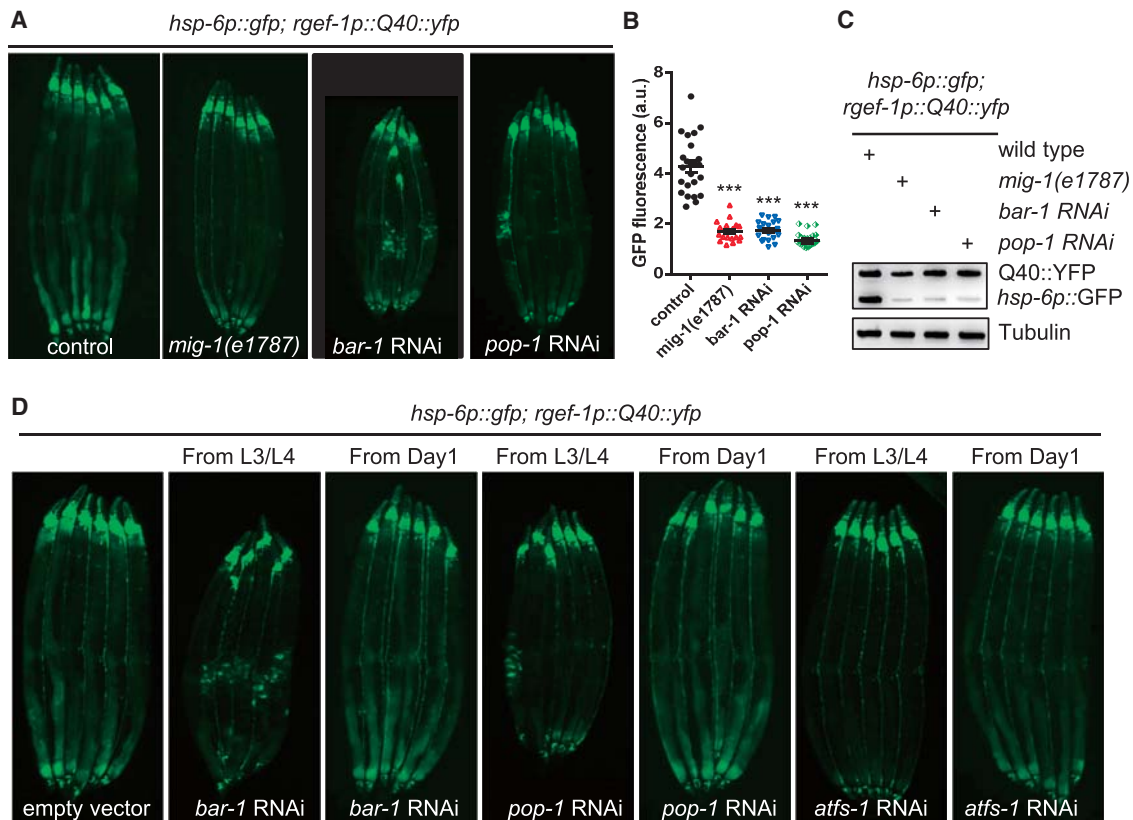 A
hsp-6p::gfp; rgef-1p::Q40::yfp
control
mig-1(e1787)
bar-1 RNAi
pop-1 RNAi
B
GFP fluorescence (a.u.)
8
6
4
2
0
***
***
***
control
mig-1(e1787)
bar-1 RNAi
pop-1 RNAi
C
hsp-6p::gfp;
rgef-1p::Q40::yfp
+ wild type
+ mig-1(e1787)
+ bar-1 RNAi
+ pop-1 RNAi
Q40::YFP
hsp-6p::GFP
Tubulin
D
hsp-6p::gfp; rgef-1p::Q40::yfp
From L3/L4
From Day1
From L3/L4
From Day1
From L3/L4
From Day1
empty vector
bar-1 RNAi
bar-1 RNAi
pop-1 RNAi
pop-1 RNAi
atfs-1 RNAi
atfs-1 RNAi